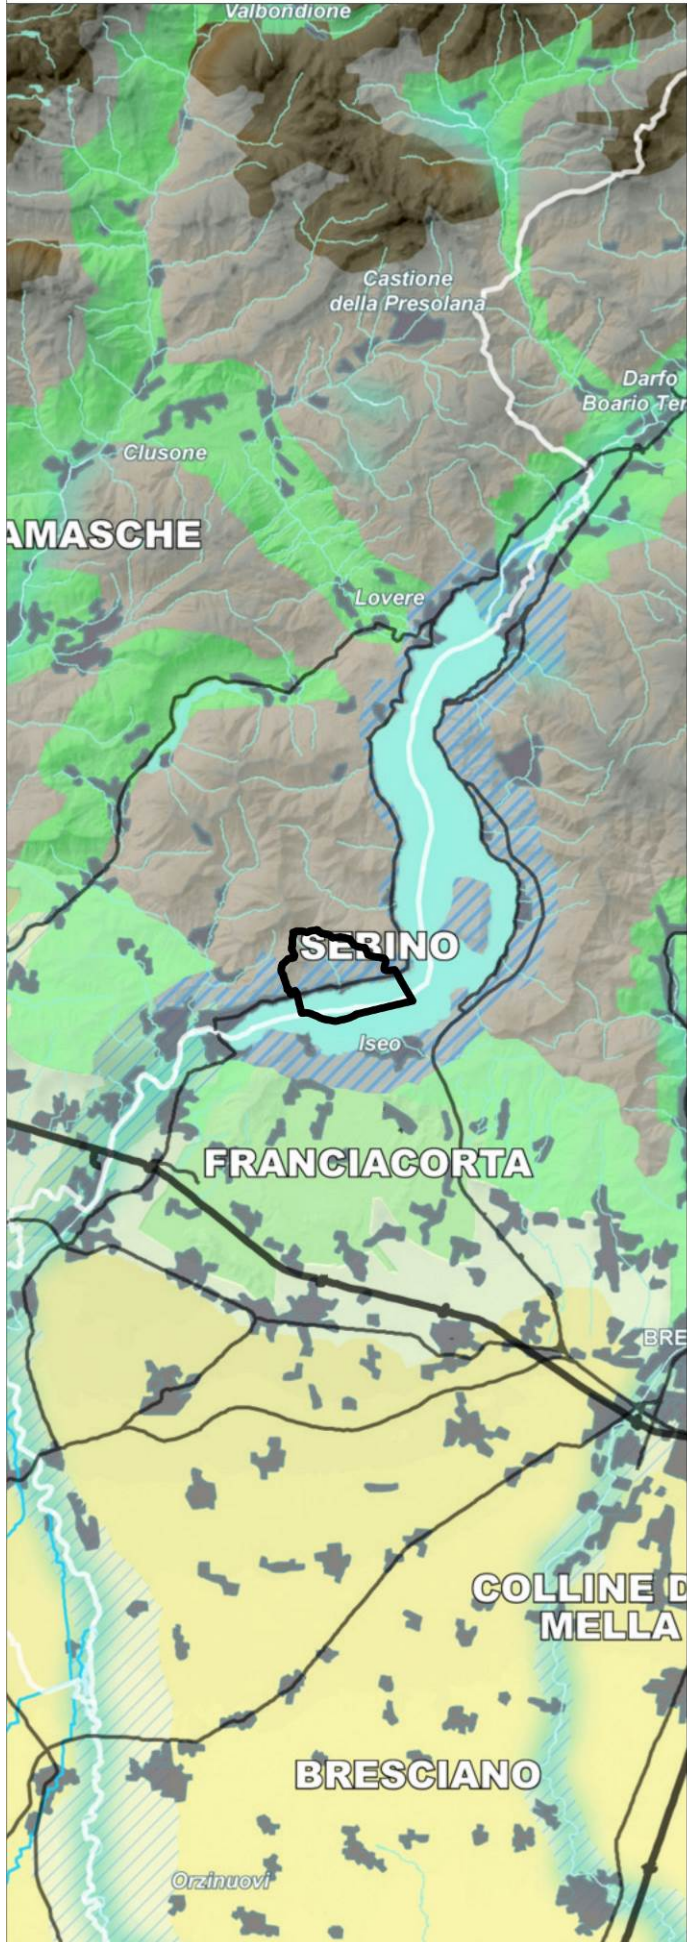 Valbondione
Castione
della Presolana
Darfo
Boario Ter
Clusone
AMASCHE
Lovere
SEBINO
Iseo
FRANCIACORTA
BRE
COLLINE D
MELLA
BRESCIANO
Orzinuovi